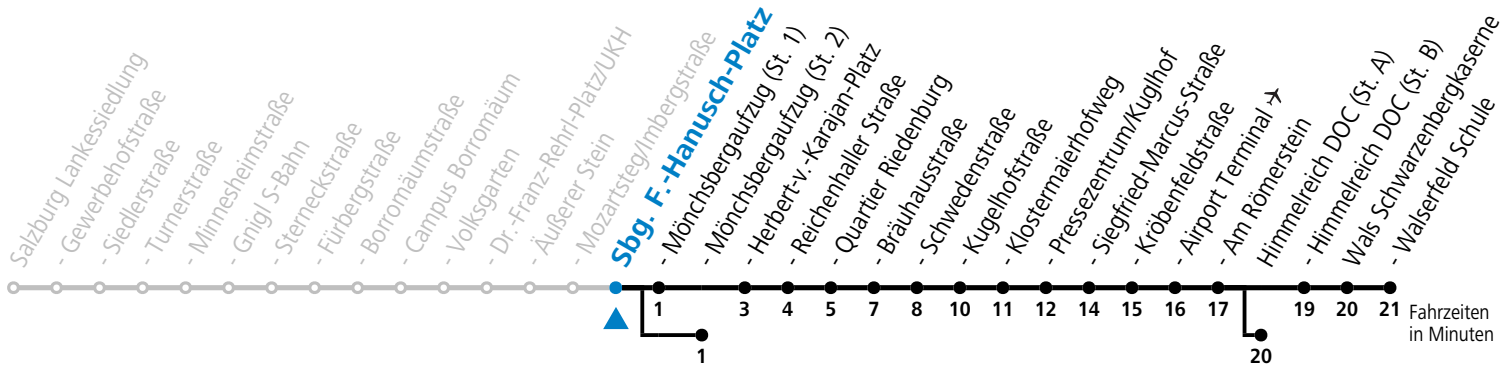 Salzburg Lankessiedlung
- Gewerbehofstraße
- Siedlerstraße
- Turnerstraße
- Minnesheimstraße
- Gnigl S-Bahn
- Sterneckstraße
- Fürbergstraße
- Borromäumstraße
- Campus Borromäum
- Volksgarten
- Dr.-Franz-Rehrl-Platz/UKH
- Äußerer Stein
- Mozartsteg/Imbergstraße
Sbg. F.-Hanusch-Platz
- Mönchsbergaufzug (St. 1)
- Mönchsbergaufzug (St. 2)
- Herbert-v.-Karajan-Platz
- Reichenhaller Straße
- Quartier Riedenburg
- Bräuhausstraße
- Schwedenstraße
- Kugelhofstraße
- Klostermaierhofweg
- Pressezentrum/Kuglhof
- Siegfried-Marcus-Straße
- Kröbenfeldstraße
- Airport Terminal ✈
- Am Römerstein
Himmelreich DOC (St. A)
- Himmelreich DOC (St. B)
Wals Schwarzenbergkaserne
- Walserfeld Schule
1 3 4 5 7 8 10 11 12 14 15 16 17 19 20 21
Fahrzeiten
in Minuten
1 20